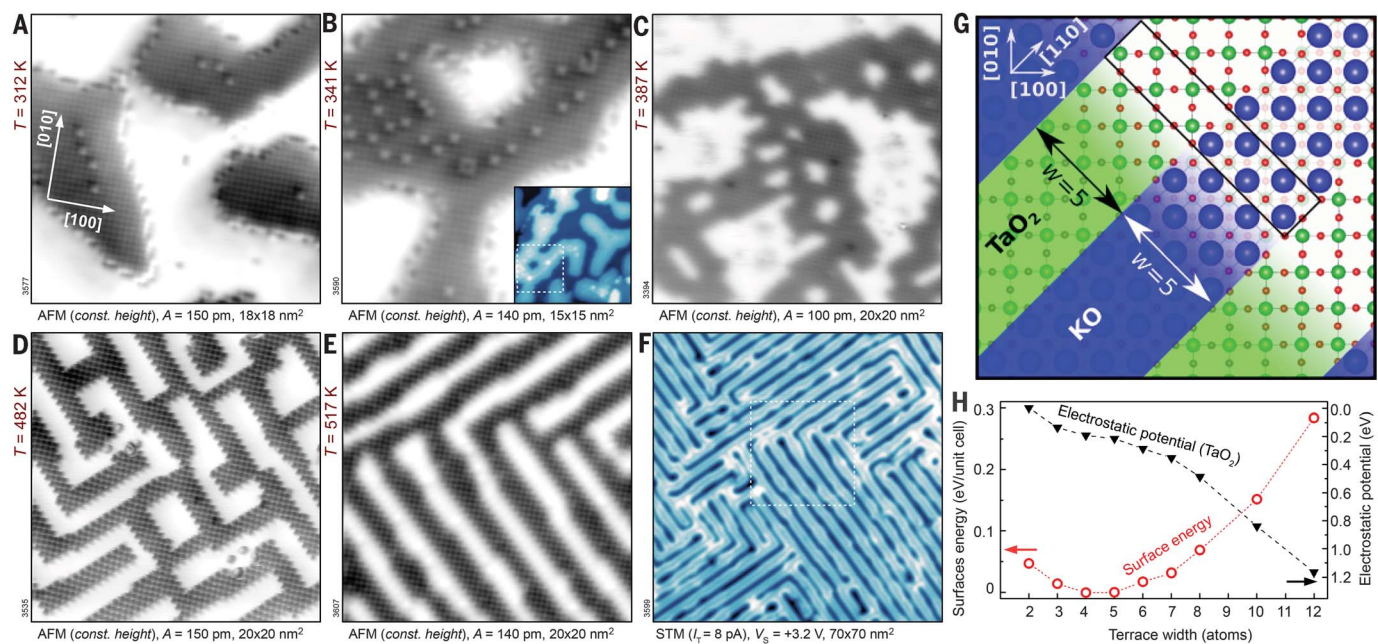 A
T = 312 K
[010]
[100]
3577
AFM (const. height), A = 150 pm, 18x18 nm²
B
T = 341 K
3590
AFM (const. height), A = 140 pm, 15x15 nm²
C
T = 387 K
3394
AFM (const. height), A = 100 pm, 20x20 nm²
G
[010]
[110]
[100]
w=5
TaO₂
w=5
KO
D
T = 482 K
3535
AFM (const. height), A = 150 pm, 20x20 nm²
E
T = 517 K
3607
AFM (const. height), A = 140 pm, 20x20 nm²
F
3599
STM (I_T = 8 pA), V_S = +3.2 V, 70x70 nm²
H
Surfaces energy (eV/unit cell)
0.3
0.2
0.1
0
Electrostatic potential (TaO₂)
Surface energy
0.0
0.2
0.4
0.6
0.8
1.0
1.2
Electrostatic potential (eV)
2 3 4 5 6 7 8 10 12
Terrace width (atoms)